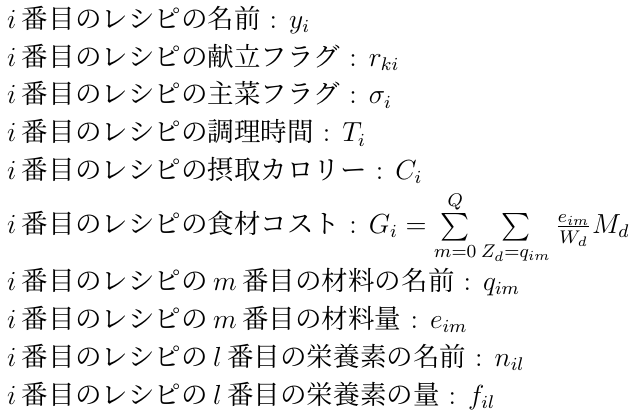 i 番目のレシピの名前 : y_i
i 番目のレシピの献立フラグ : r_{ki}
i 番目のレシピの主菜フラグ : σ_i
i 番目のレシピの調理時間 : T_i
i 番目のレシピの摂取カロリー : C_i
i 番目のレシピの食材コスト : G_i = \sum_{m=0}^{Q} \sum_{Z_d=q_{im}} \frac{e_{im}}{W_d} M_d
i 番目のレシピの m 番目の材料の名前 : q_{im}
i 番目のレシピの m 番目の材料量 : e_{im}
i 番目のレシピの l 番目の栄養素の名前 : n_{il}
i 番目のレシピの l 番目の栄養素の量 : f_{il}